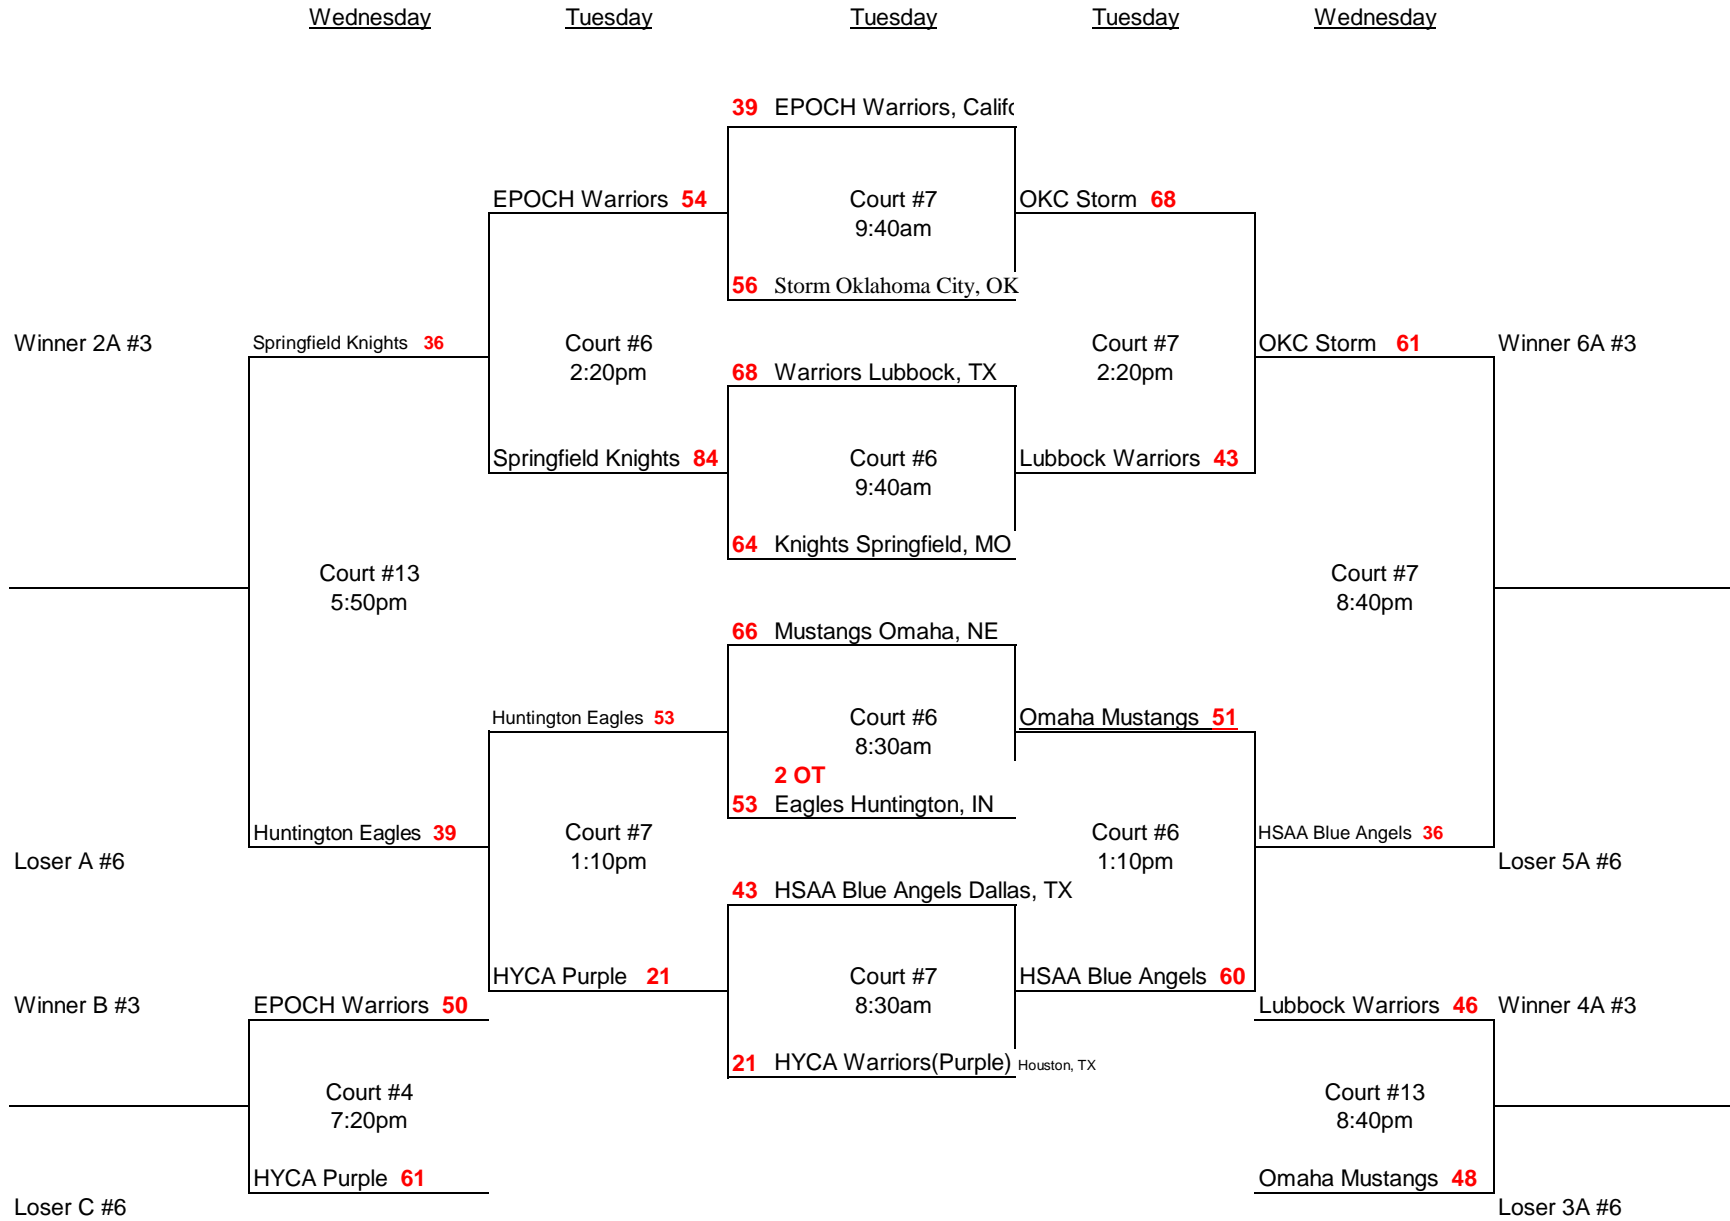 Wednesday Tuesday Tuesday Tuesday Wednesday
39 EPOCH Warriors, Califo
EPOCH Warriors 54 Court #7 OKC Storm 68
9:40am
56 Storm Oklahoma City, OK
Winner 2A #3 Springfield Knights 36 Court #6 Court #7 OKC Storm 61 Winner 6A #3
2:20pm 68 Warriors Lubbock, TX 2:20pm
Springfield Knights 84 Court #6 Lubbock Warriors 43
9:40am
64 Knights Springfield, MO
Court #13 Court #7
5:50pm 8:40pm
66 Mustangs Omaha, NE
Huntington Eagles 53 Court #6 Omaha Mustangs 51
8:30am
2 OT
53 Eagles Huntington, IN
Huntington Eagles 39 Court #7 Court #6 HSAA Blue Angels 36
Loser A #6 1:10pm 1:10pm Loser 5A #6
43 HSAA Blue Angels Dallas, TX
HYCA Purple 21 Court #7 HSAA Blue Angels 60
Winner B #3 EPOCH Warriors 50 8:30am Lubbock Warriors 46 Winner 4A #3
21 HYCA Warriors(Purple) Houston, TX
Court #4 Court #13
7:20pm 8:40pm
HYCA Purple 61 Omaha Mustangs 48
Loser C #6 Loser 3A #6